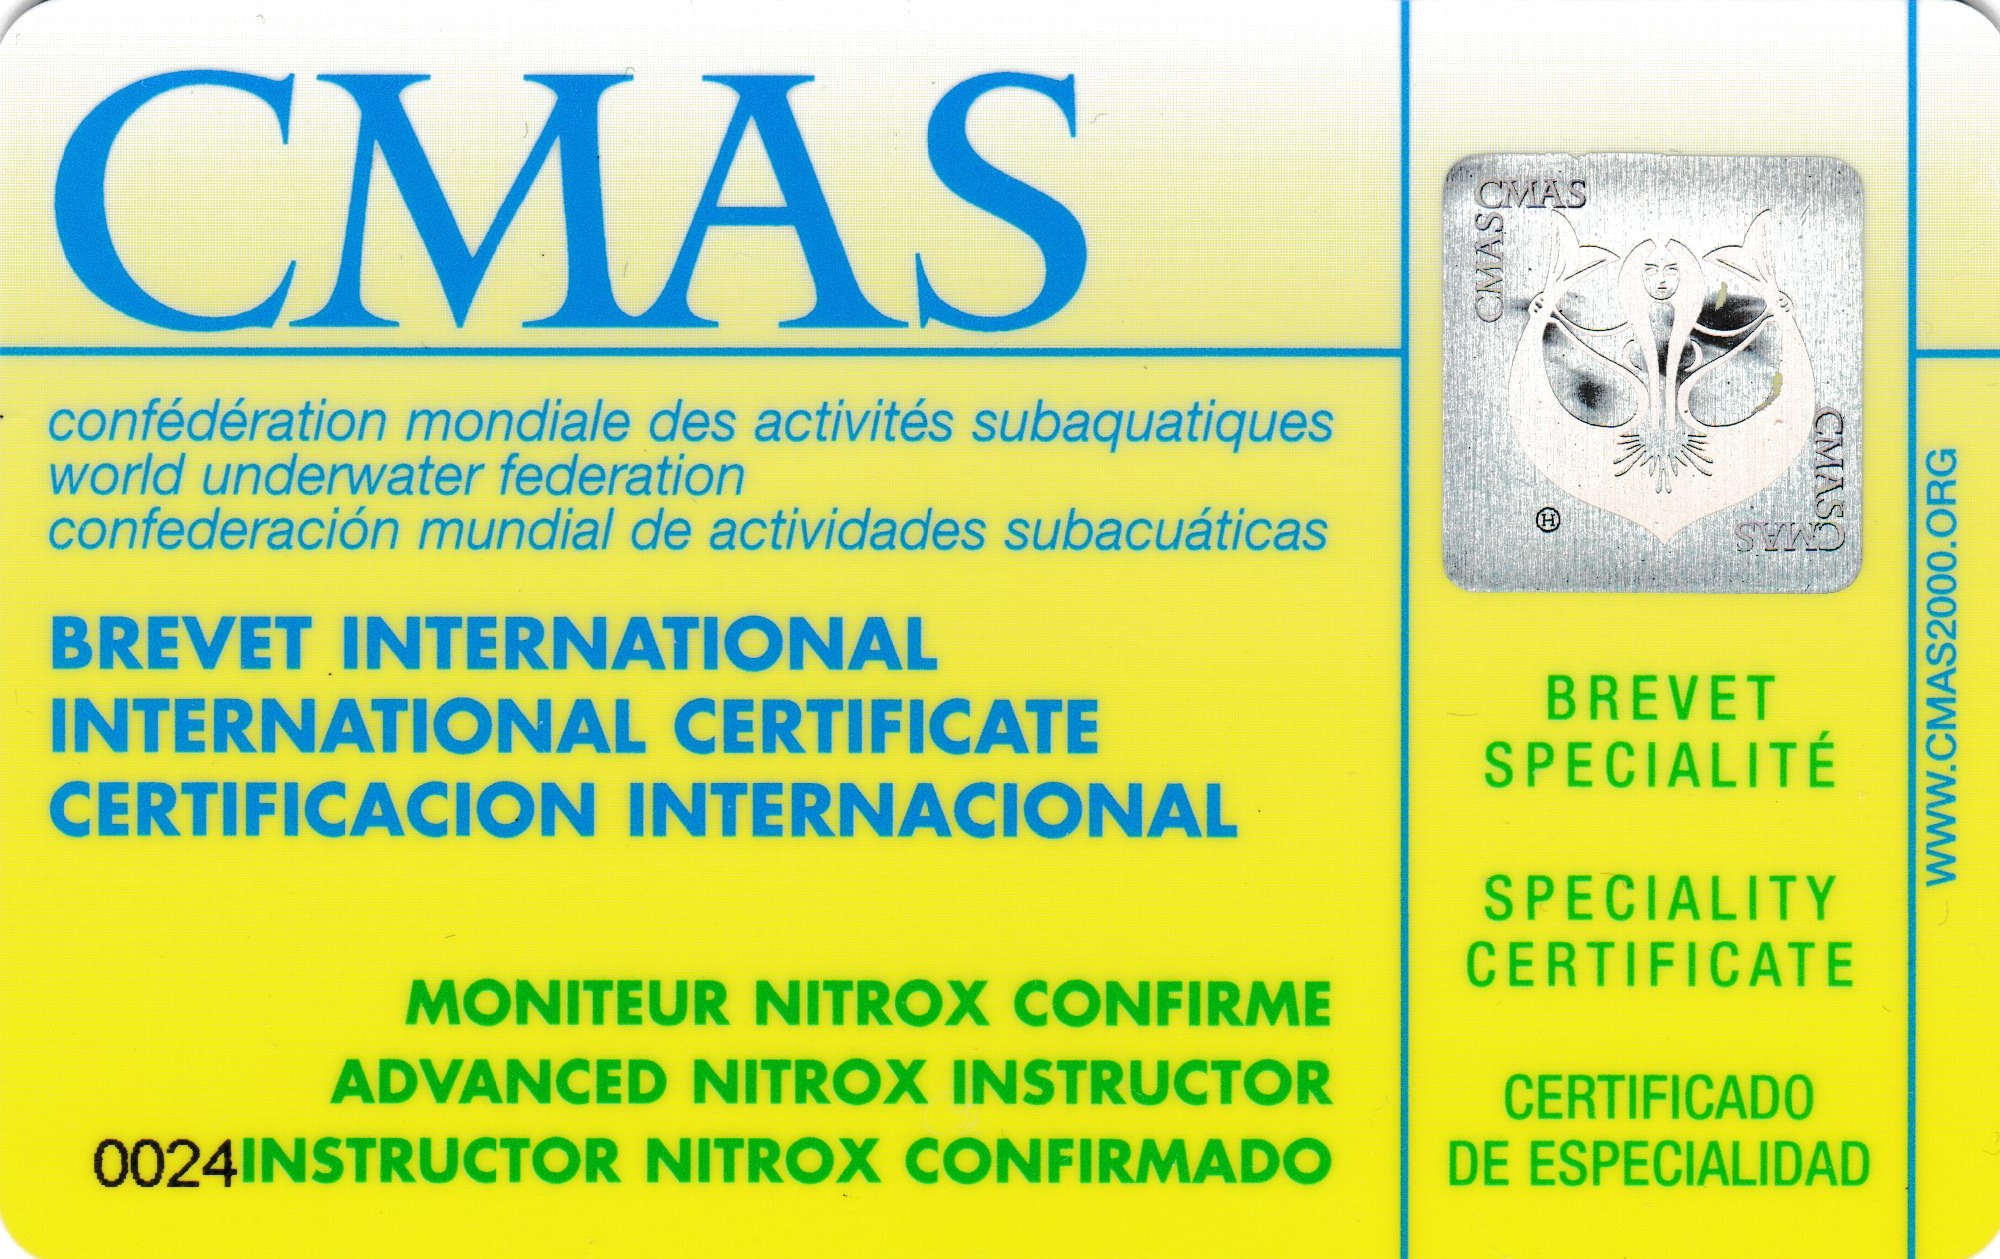 CMAS
confédération mondiale des activités subaquatiques
world underwater federation
confederación mundial de actividades subacuáticas
BREVET INTERNATIONAL
INTERNATIONAL CERTIFICATE
CERTIFICACION INTERNACIONAL
MONITEUR NITROX CONFIRME
ADVANCED NITROX INSTRUCTOR
0024INSTRUCTOR NITROX CONFIRMADO
CMAS
CMAS
CMAS
CMAS
H
BREVET
SPECIALITÉ
SPECIALITY
CERTIFICATE
CERTIFICADO
DE ESPECIALIDAD
WWW.CMAS2000.ORG